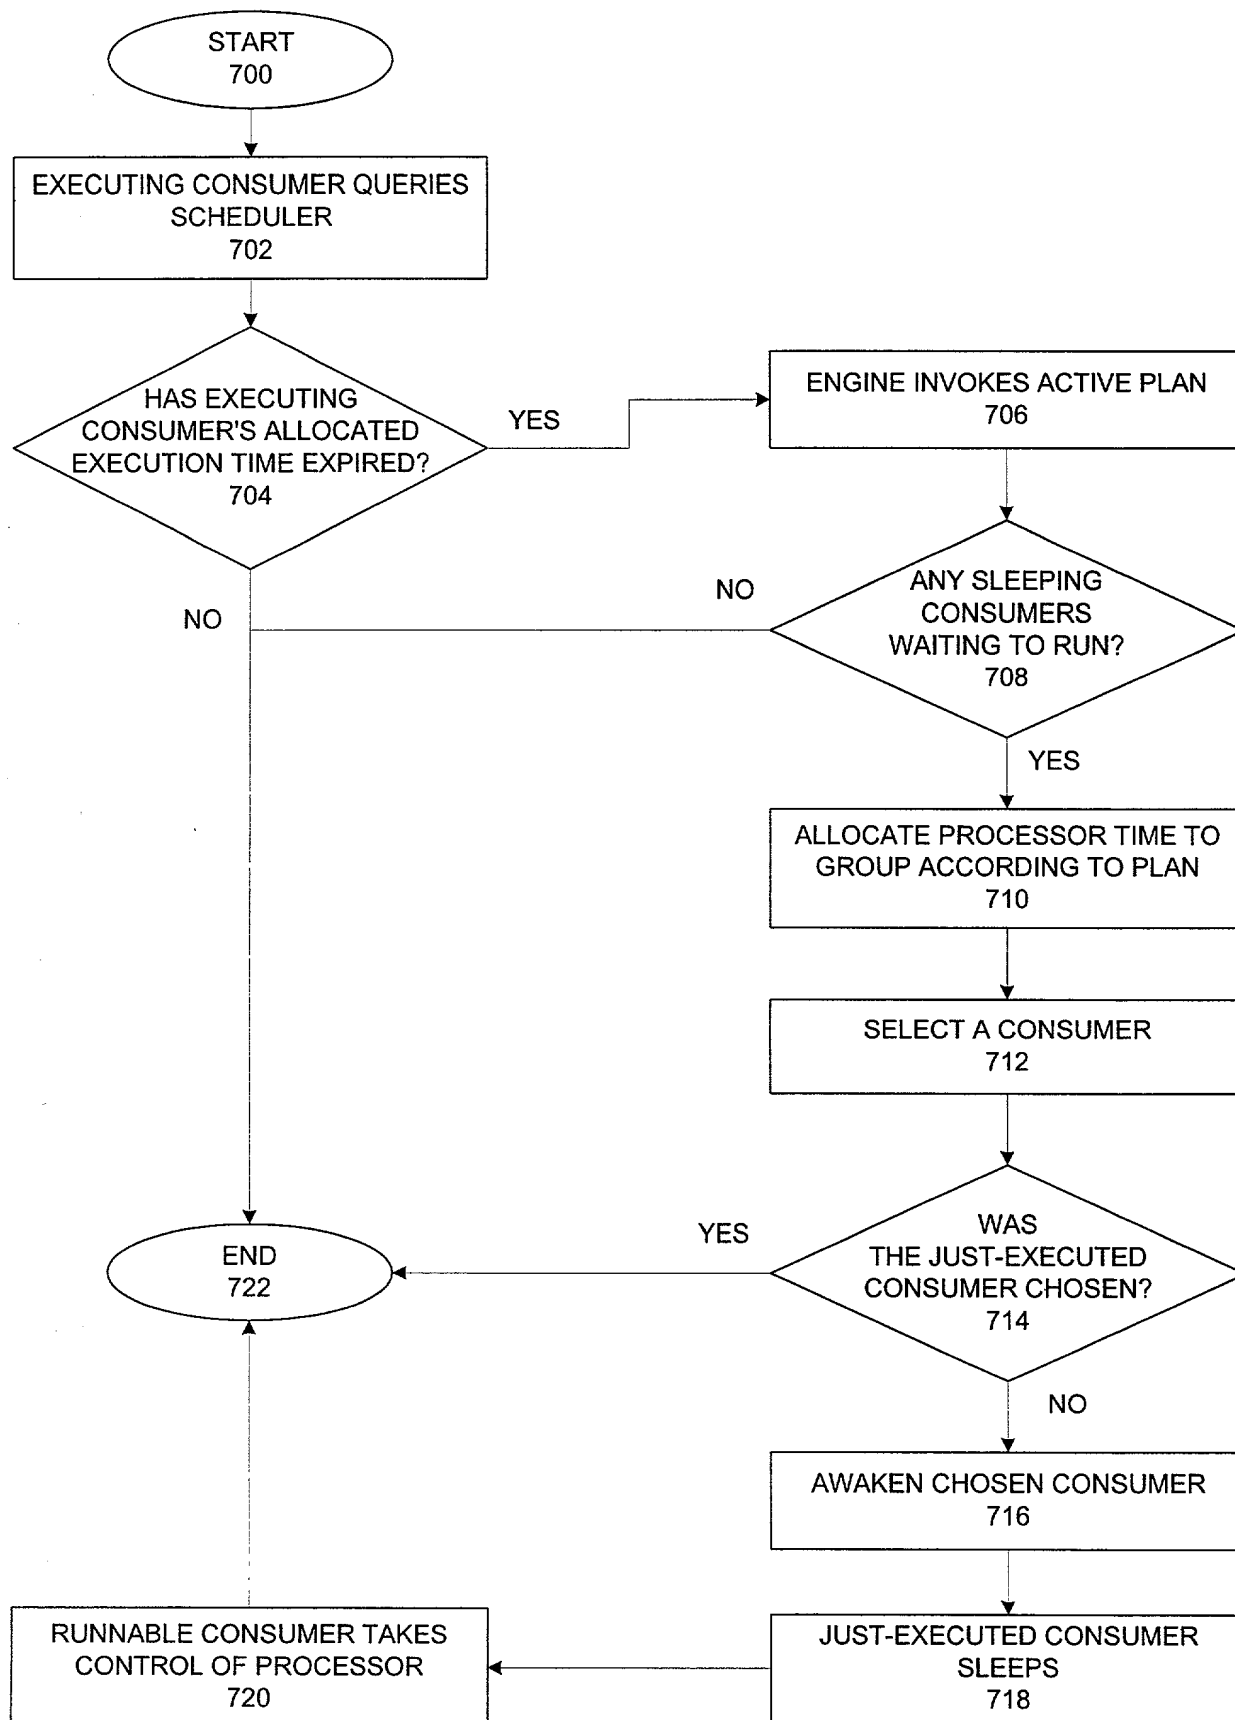 START
700
EXECUTING CONSUMER QUERIES
SCHEDULER
702
HAS EXECUTING
CONSUMER'S ALLOCATED
EXECUTION TIME EXPIRED?
704
YES
NO
ENGINE INVOKES ACTIVE PLAN
706
ANY SLEEPING
CONSUMERS
WAITING TO RUN?
708
NO
YES
ALLOCATE PROCESSOR TIME TO
GROUP ACCORDING TO PLAN
710
SELECT A CONSUMER
712
WAS
THE JUST-EXECUTED
CONSUMER CHOSEN?
714
YES
NO
END
722
AWAKEN CHOSEN CONSUMER
716
JUST-EXECUTED CONSUMER
SLEEPS
718
RUNNABLE CONSUMER TAKES
CONTROL OF PROCESSOR
720